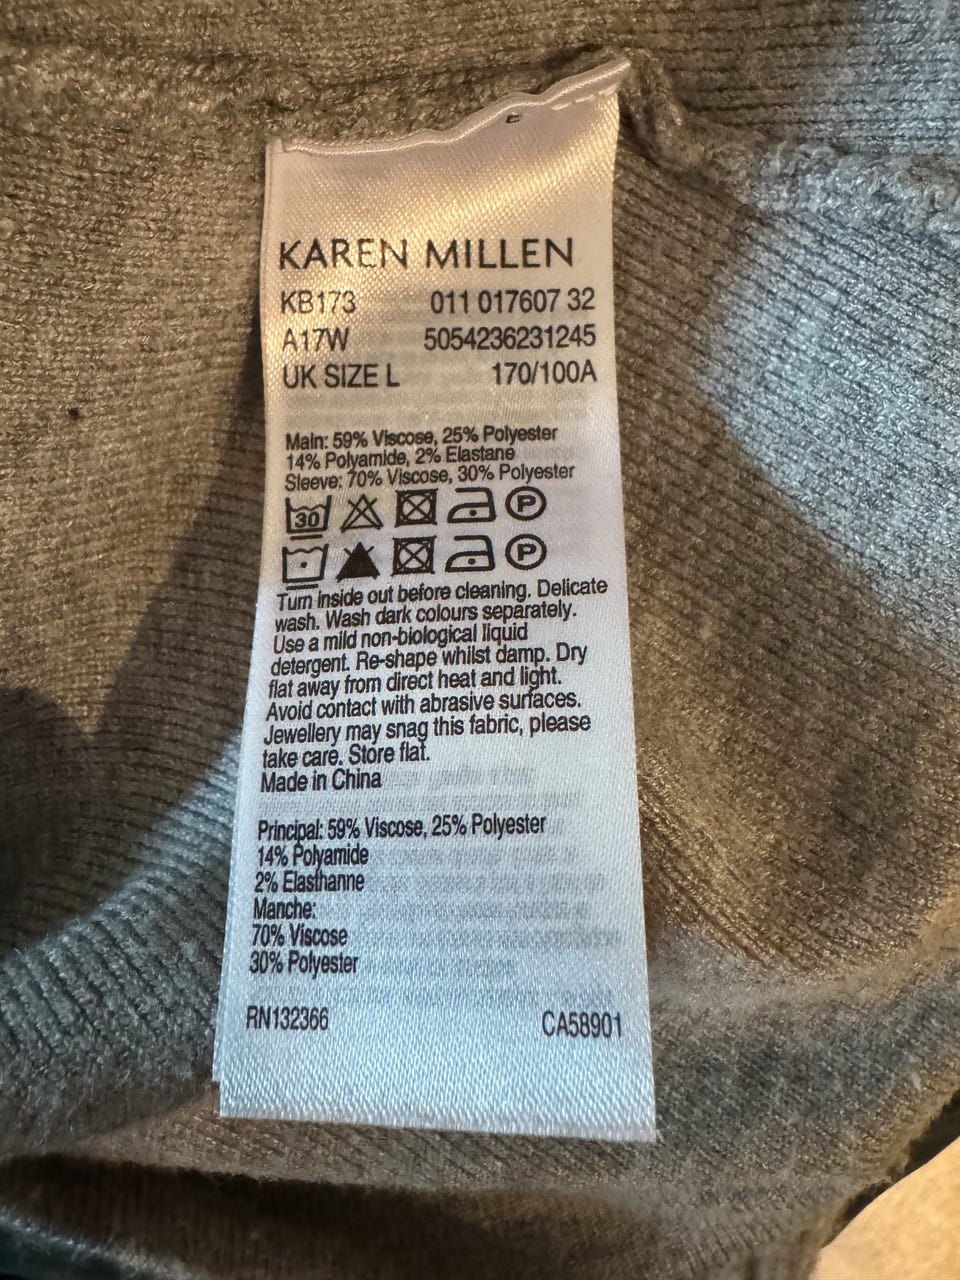 KAREN MILLEN
KB173 011 017607 32
A17W 5054236231245
UK SIZE L 170/100A
Main: 59% Viscose, 25% Polyester
14% Polyamide, 2% Elastane
Sleeve: 70% Viscose, 30% Polyester
30 P
P
Turn inside out before cleaning. Delicate
wash. Wash dark colours separately.
Use a mild non-biological liquid
detergent. Re-shape whilst damp. Dry
flat away from direct heat and light.
Avoid contact with abrasive surfaces.
Jewellery may snag this fabric, please
take care. Store flat.
Made in China
Principal: 59% Viscose, 25% Polyester
14% Polyamide
2% Elasthanne
Manche:
70% Viscose
30% Polyester
RN132366 CA58901